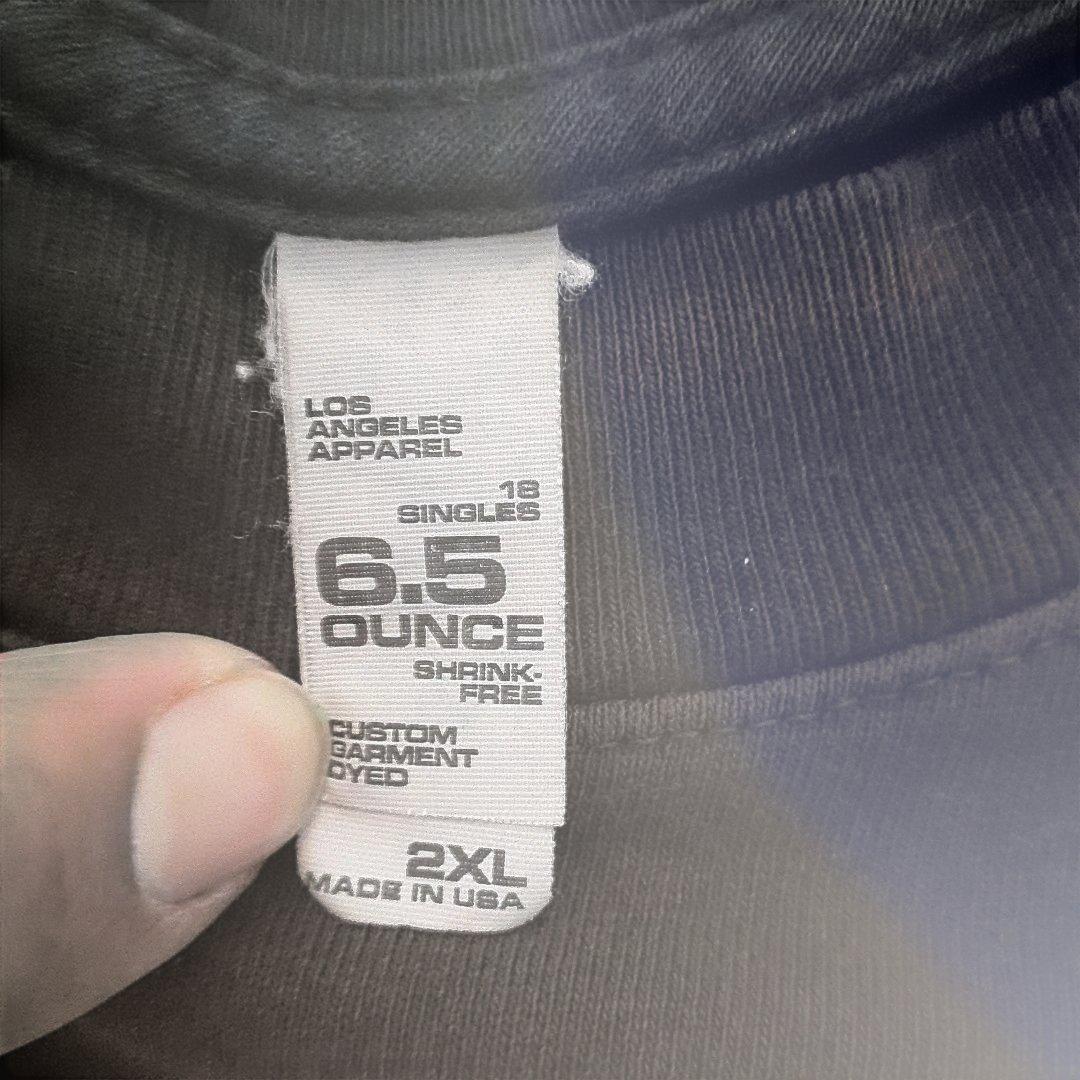 LOS
ANGELES
APPAREL
18
SINGLES
6.5
OUNCE
SHRINK-
FREE
CUSTOM
GARMENT
DYED
2XL
MADE IN USA